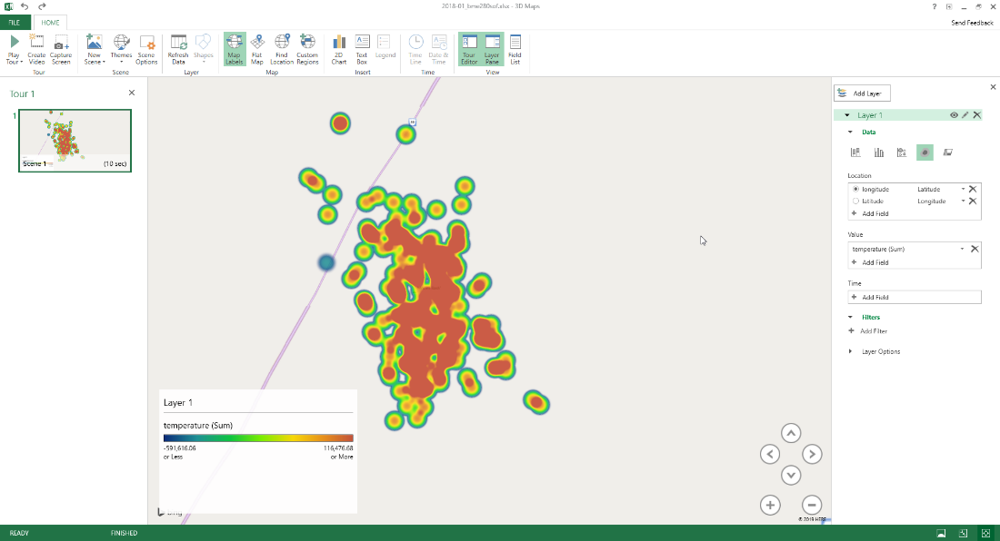 2018-01_bme280sof.xlsx - 3D Maps
FILE
HOME
Send Feedback
Play Tour
Create Video
Capture Screen
Tour
New Scene
Themes
Scene Options
Scene
Refresh Data
Shapes
Layer
Map Labels
Flat Map
Find Location
Custom Regions
Map
2D Chart
Text Box
Legend
Insert
Time Line
Date & Time
Time
Tour Editor
Layer Pane
Field List
View
Tour 1
1
Scene 1
(10 sec)
Layer 1
temperature (Sum)
-591,616.06 or Less
116,476.68 or More
© 2019 HERE
Add Layer
Layer 1
Data
Location
longitude Latitude
latitude Longitude
Add Field
Value
temperature (Sum)
Add Field
Time
Add Field
Filters
Add Filter
Layer Options
READY
FINISHED